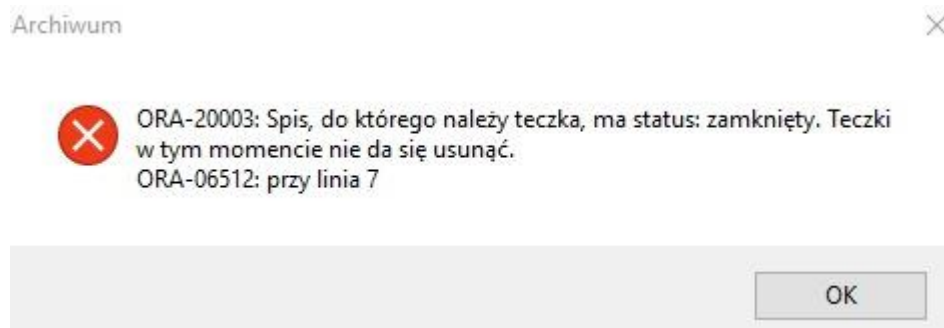 Archiwum
ORA-20003: Spis, do którego należy teczka, ma status: zamknięty. Teczki
w tym momencie nie da się usunąć.
ORA-06512: przy linia 7
OK